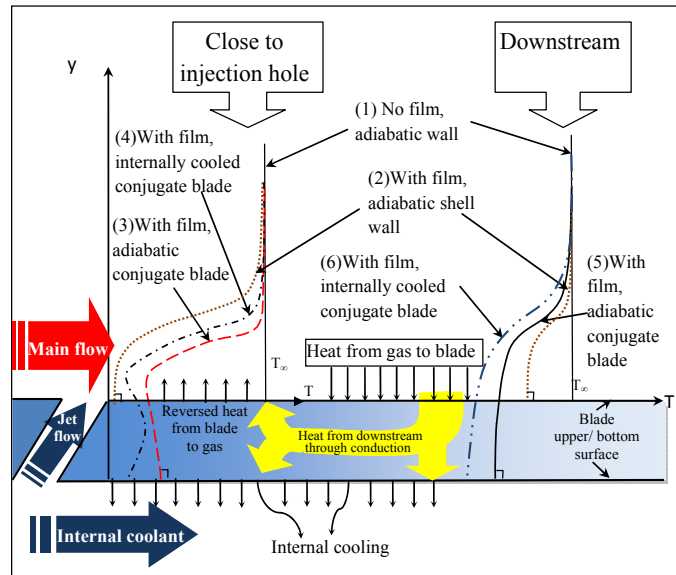 Close to
injection hole
Downstream
y
(1) No film,
adiabatic wall
(4)With film,
internally cooled
conjugate blade
(2)With film,
adiabatic shell
wall
(3)With film,
adiabatic
conjugate blade
(6)With film,
internally cooled
conjugate blade
(5)With
film,
adiabatic
conjugate
blade
Main flow
Heat from gas to blade
T∞
T
T∞
T
Jet
flow
Reversed heat
from blade
to gas
Heat from downstream
through conduction
Blade
upper/ bottom
surface
Internal coolant
Internal cooling